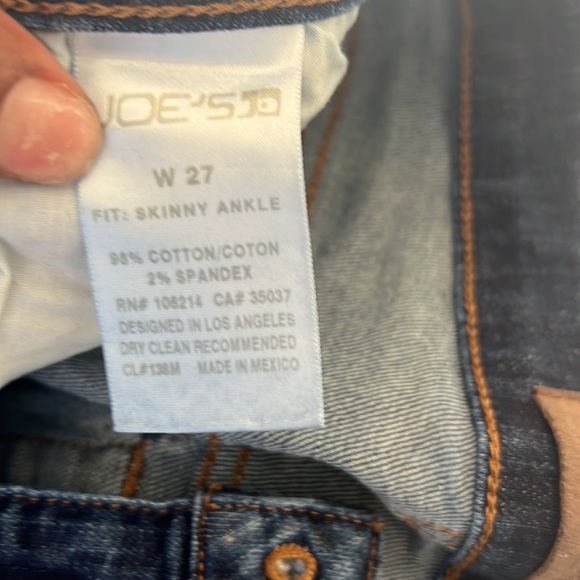 JOE'S
W 27
FIT: SKINNY ANKLE
98% COTTON/COTON
2% SPANDEX
RN# 106214 CA# 35037
DESIGNED IN LOS ANGELES
DRY CLEAN RECOMMENDED
CL#136M MADE IN MEXICO